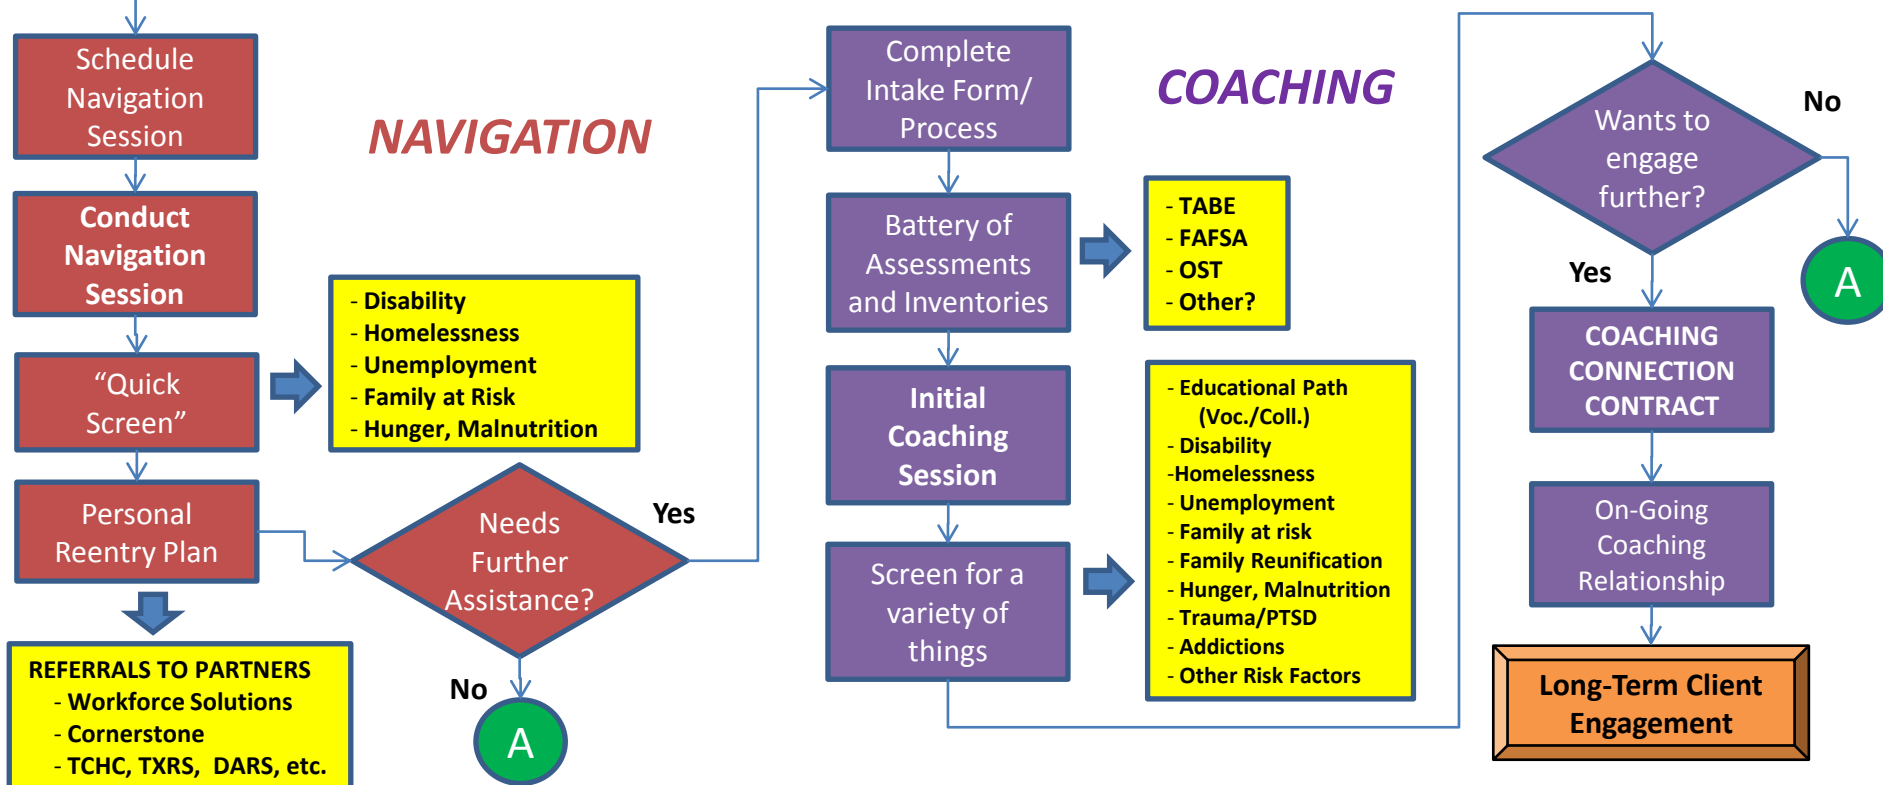 Schedule
Navigation
Session
NAVIGATION
Conduct
Navigation
Session
“Quick
Screen”
- Disability
- Homelessness
- Unemployment
- Family at Risk
- Hunger, Malnutrition
Personal
Reentry Plan
REFERRALS TO PARTNERS
- Workforce Solutions
- Cornerstone
- TCHC, TXRS, DARS, etc.
Needs
Further
Assistance?
Yes
No
A
Complete
Intake Form/
Process
COACHING
Battery of
Assessments
and Inventories
- TABE
- FAFSA
- OST
- Other?
Initial
Coaching
Session
Screen for a
variety of
things
- Educational Path
(Voc./Coll.)
- Disability
-Homelessness
- Unemployment
- Family at risk
- Family Reunification
- Hunger, Malnutrition
- Trauma/PTSD
- Addictions
- Other Risk Factors
Wants to
engage
further?
No
A
Yes
COACHING
CONNECTION
CONTRACT
On-Going
Coaching
Relationship
Long-Term Client
Engagement